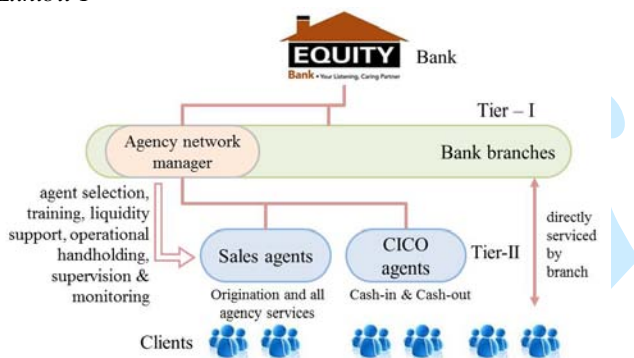 EQUITY
Bank • Your Listening, Caring Partner
Bank
Tier – I
Agency network
manager
Bank branches
agent selection,
training, liquidity
support, operational
handholding,
supervision &
monitoring
Sales agents
CICO
agents
Tier-II
directly
serviced
by
branch
Origination and all
agency services
Cash-in & Cash-out
Clients